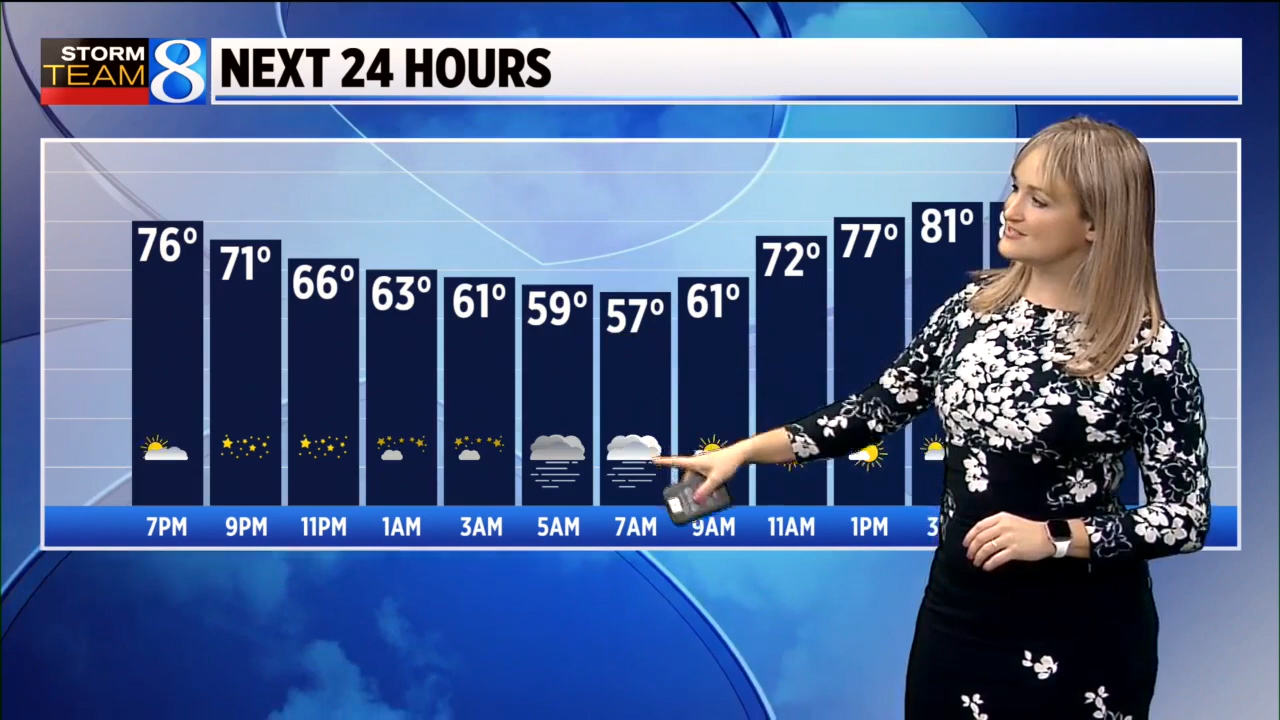 STORM
TEAM
8
NEXT 24 HOURS
76° 71° 66° 63° 61° 59° 57° 61° 72° 77° 81°
7PM 9PM 11PM 1AM 3AM 5AM 7AM 9AM 11AM 1PM